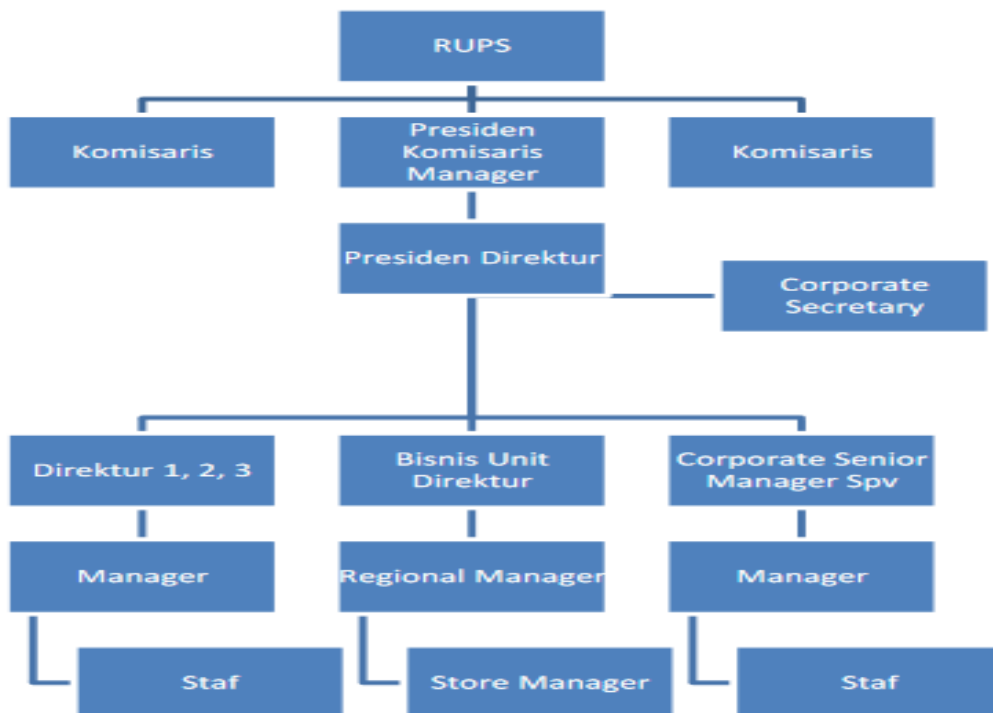 RUPS
Komisaris
Presiden
Komisaris
Manager
Komisaris
Presiden Direktur
Corporate
Secretary
Direktur 1, 2, 3
Bisnis Unit
Direktur
Corporate Senior
Manager Spv
Manager
Regional Manager
Manager
Staf
Store Manager
Staf